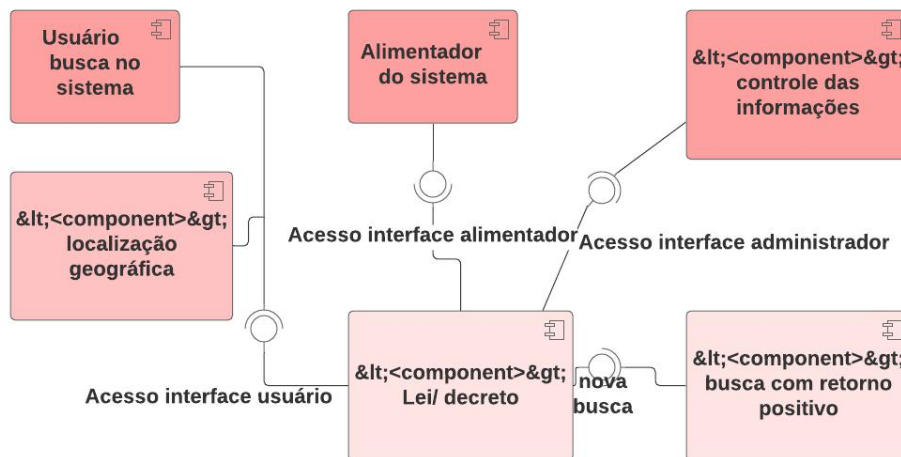 Usuário
busca no
sistema
Alimentador
do sistema
&lt;<component>&gt;
controle das
informações
&lt;<component>&gt;
localização
geográfica
Acesso interface alimentador
Acesso interface administrador
Acesso interface usuário
&lt;<component>&gt;
Lei/ decreto
nova
busca
&lt;<component>&gt;
busca com retorno
positivo